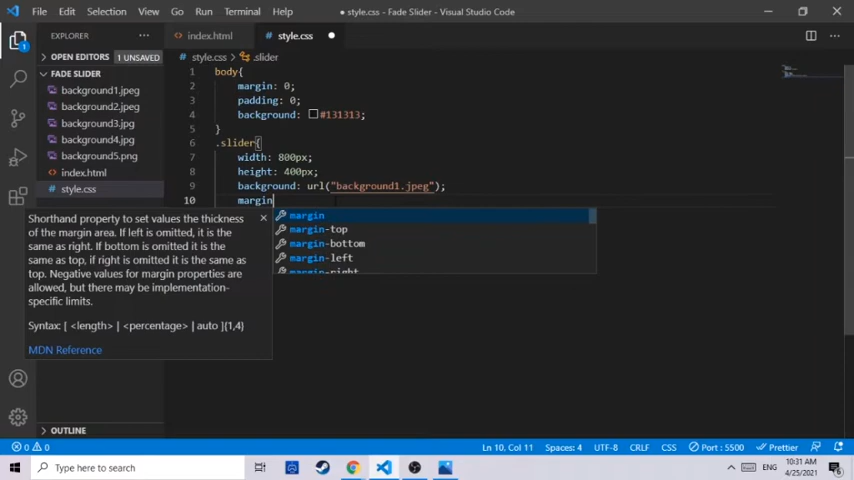 File Edit Selection View Go Run Terminal Help
● style.css - Fade Slider - Visual Studio Code
EXPLORER
OPEN EDITORS 1 UNSAVED
FADE SLIDER
background1.jpeg
background2.jpeg
background3.jpg
background4.jpg
background5.png
index.html
style.css
OUTLINE
index.html style.css
style.css > .slider
1 body{
2 margin: 0;
3 padding: 0;
4 background: #131313;
5 }
6 .slider{
7 width: 800px;
8 height: 400px;
9 background: url("background1.jpeg");
10 margin
margin
margin-top
margin-bottom
margin-left
margin-right
Shorthand property to set values the thickness
of the margin area. If left is omitted, it is the
same as right. If bottom is omitted it is the
same as top, if right is omitted it is the same as
top. Negative values for margin properties are
allowed, but there may be implementation-
specific limits.
Syntax: [ <length> | <percentage> | auto ]{1,4}
MDN Reference
0 0
Ln 10, Col 11 Spaces: 4 UTF-8 CRLF CSS Port : 5500 Prettier
Type here to search
ENG
10:31 AM
4/25/2021
6
1